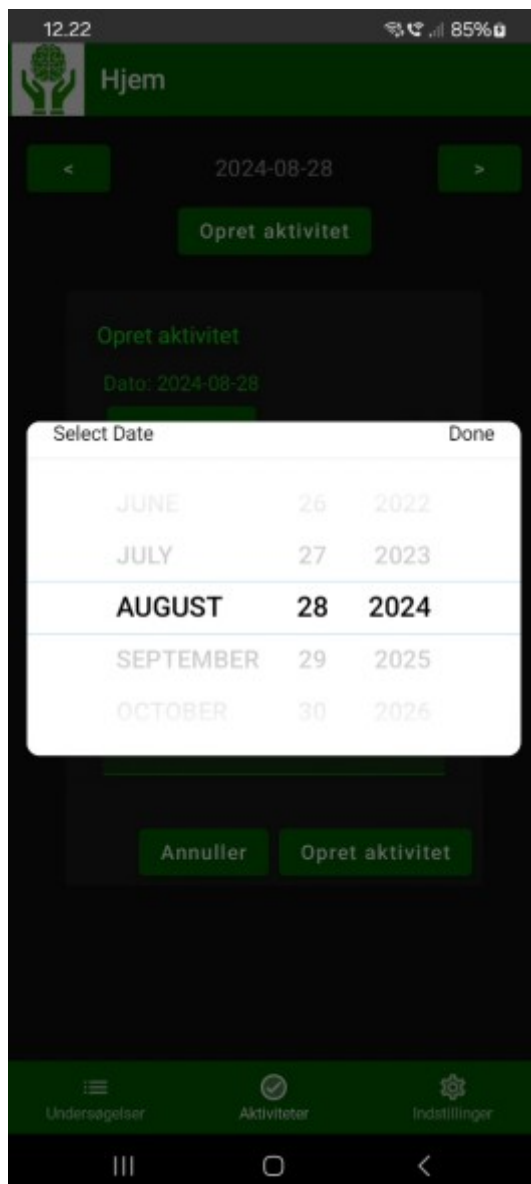 12.22 85%
Hjem
< 2024-08-28 >
Opret aktivitet
Opret aktivitet
Dato: 2024-08-28
Select Date Done
JUNE 26 2022
JULY 27 2023
AUGUST 28 2024
SEPTEMBER 29 2025
OCTOBER 30 2026
Annuller Opret aktivitet
Undersøgelser Aktiviteter Indstillinger